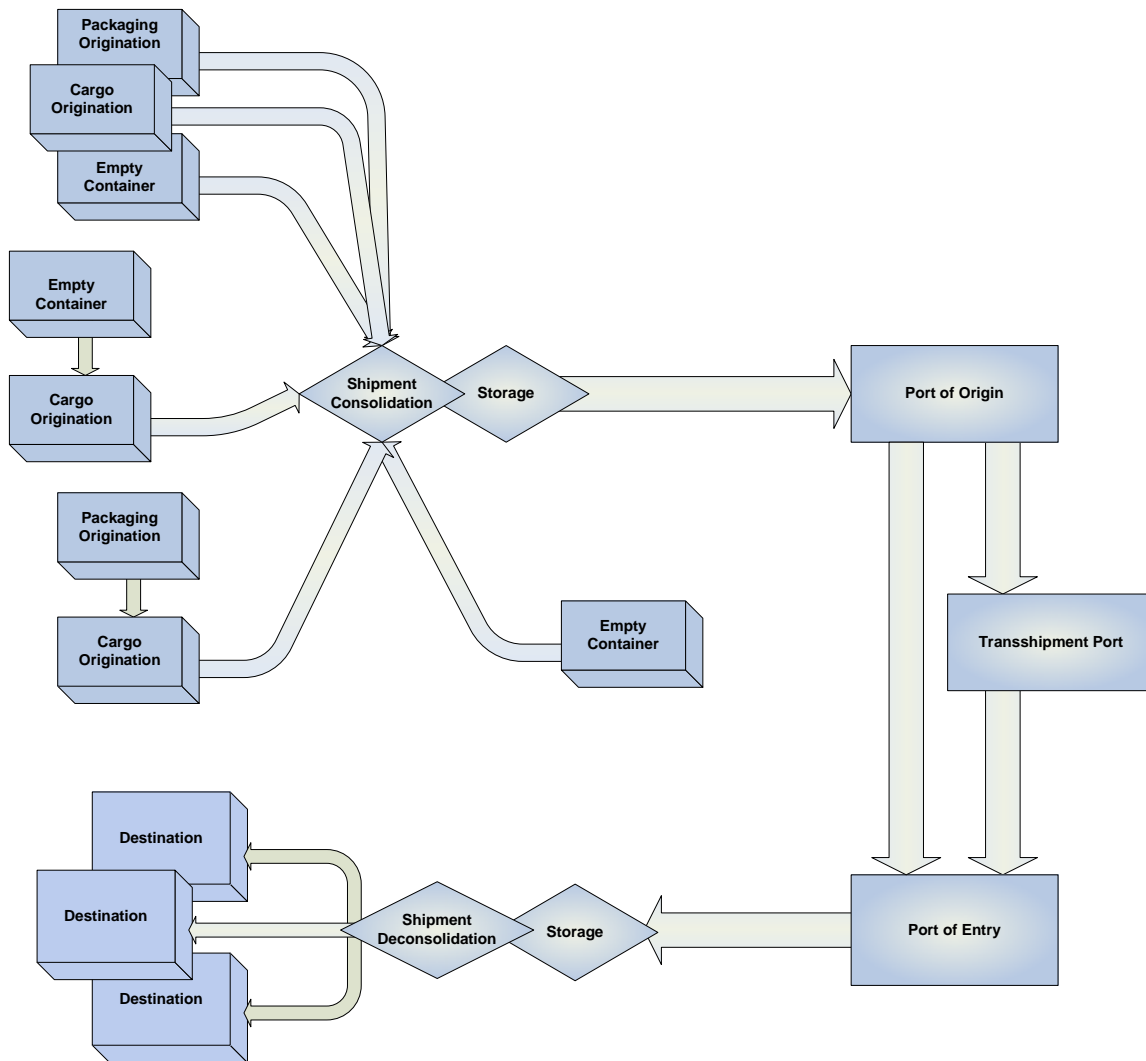 Packaging
Origination
Cargo
Origination
Empty
Container
Empty
Container
Cargo
Origination
Shipment
Consolidation
Storage
Port of Origin
Packaging
Origination
Cargo
Origination
Empty
Container
Transshipment Port
Destination
Destination
Destination
Shipment
Deconsolidation
Storage
Port of Entry